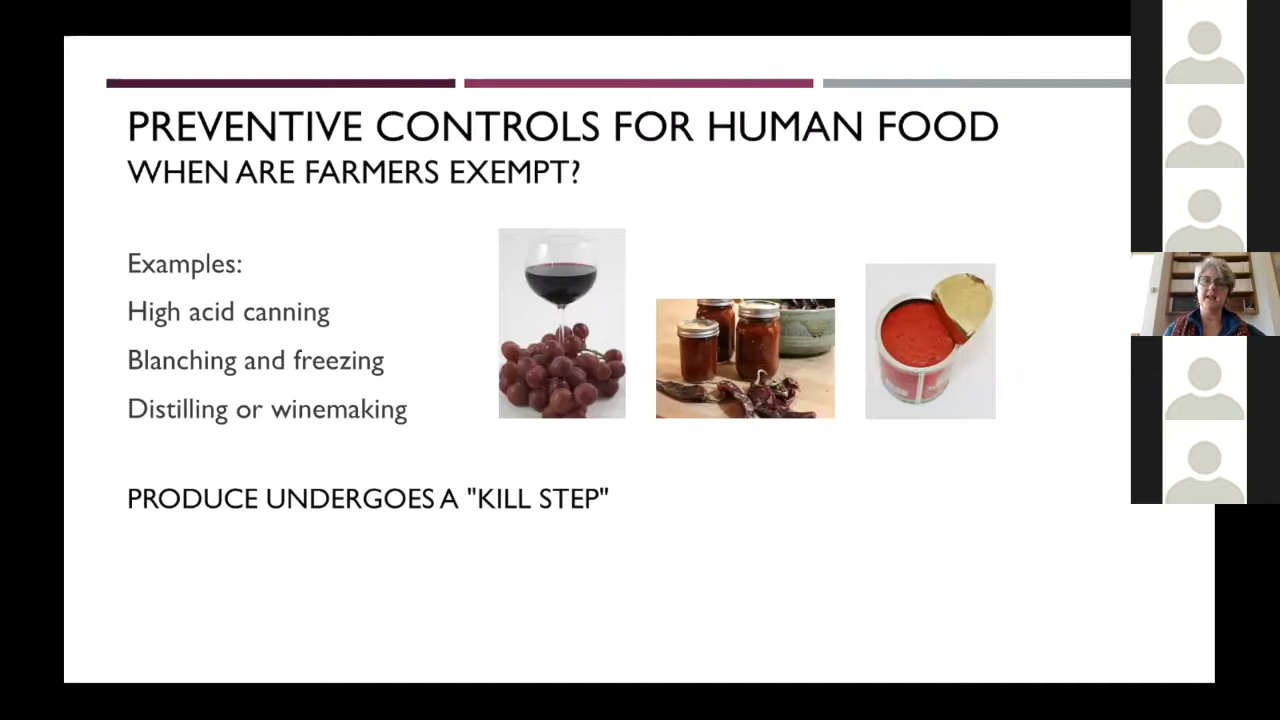 PREVENTIVE CONTROLS FOR HUMAN FOOD
WHEN ARE FARMERS EXEMPT?
Examples:
High acid canning
Blanching and freezing
Distilling or winemaking
PRODUCE UNDERGOES A "KILL STEP"